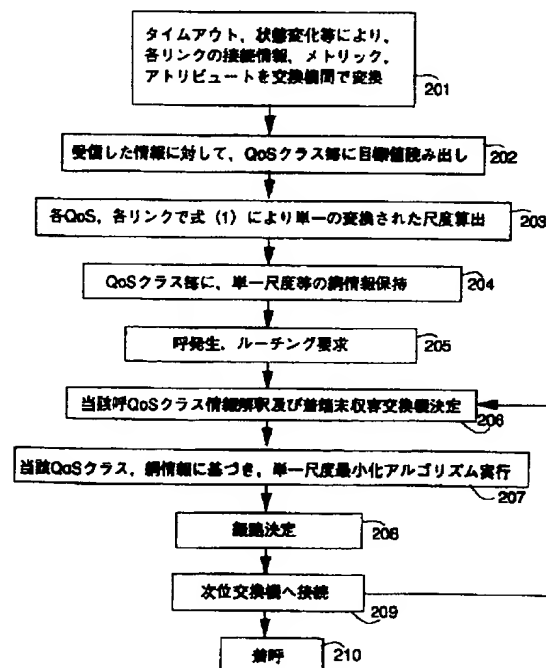 タイムアウト、状態変化等により、
各リンクの接続情報、メトリック、
アトリビュートを交換機間で変換
201
受信した情報に対して、QoSクラス毎に目標値読み出し
202
各QoS、各リンクで式(1)により単一の変換された尺度算出
203
QoSクラス毎に、単一尺度等の網情報保持
204
呼発生、ルーチング要求
205
当該呼QoSクラス情報解釈及び着端末収容交換機決定
206
当該QoSクラス、網情報に基づき、単一尺度最小化アルゴリズム実行
207
経路決定
208
次位交換機へ接続
209
着呼
210